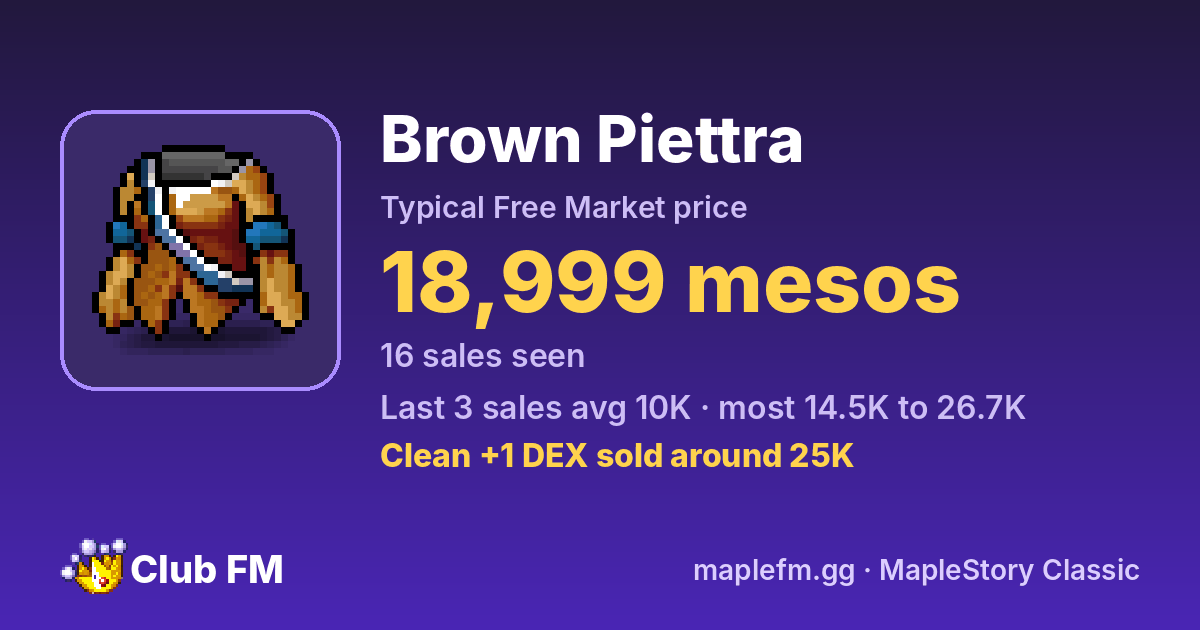 Brown Piettra
Typical Free Market price
18,999 mesos
16 sales seen
Last 3 sales avg 10K · most 14.5K to 26.7K
Clean +1 DEX sold around 25K
Club FM
maplefm.gg · MapleStory Classic